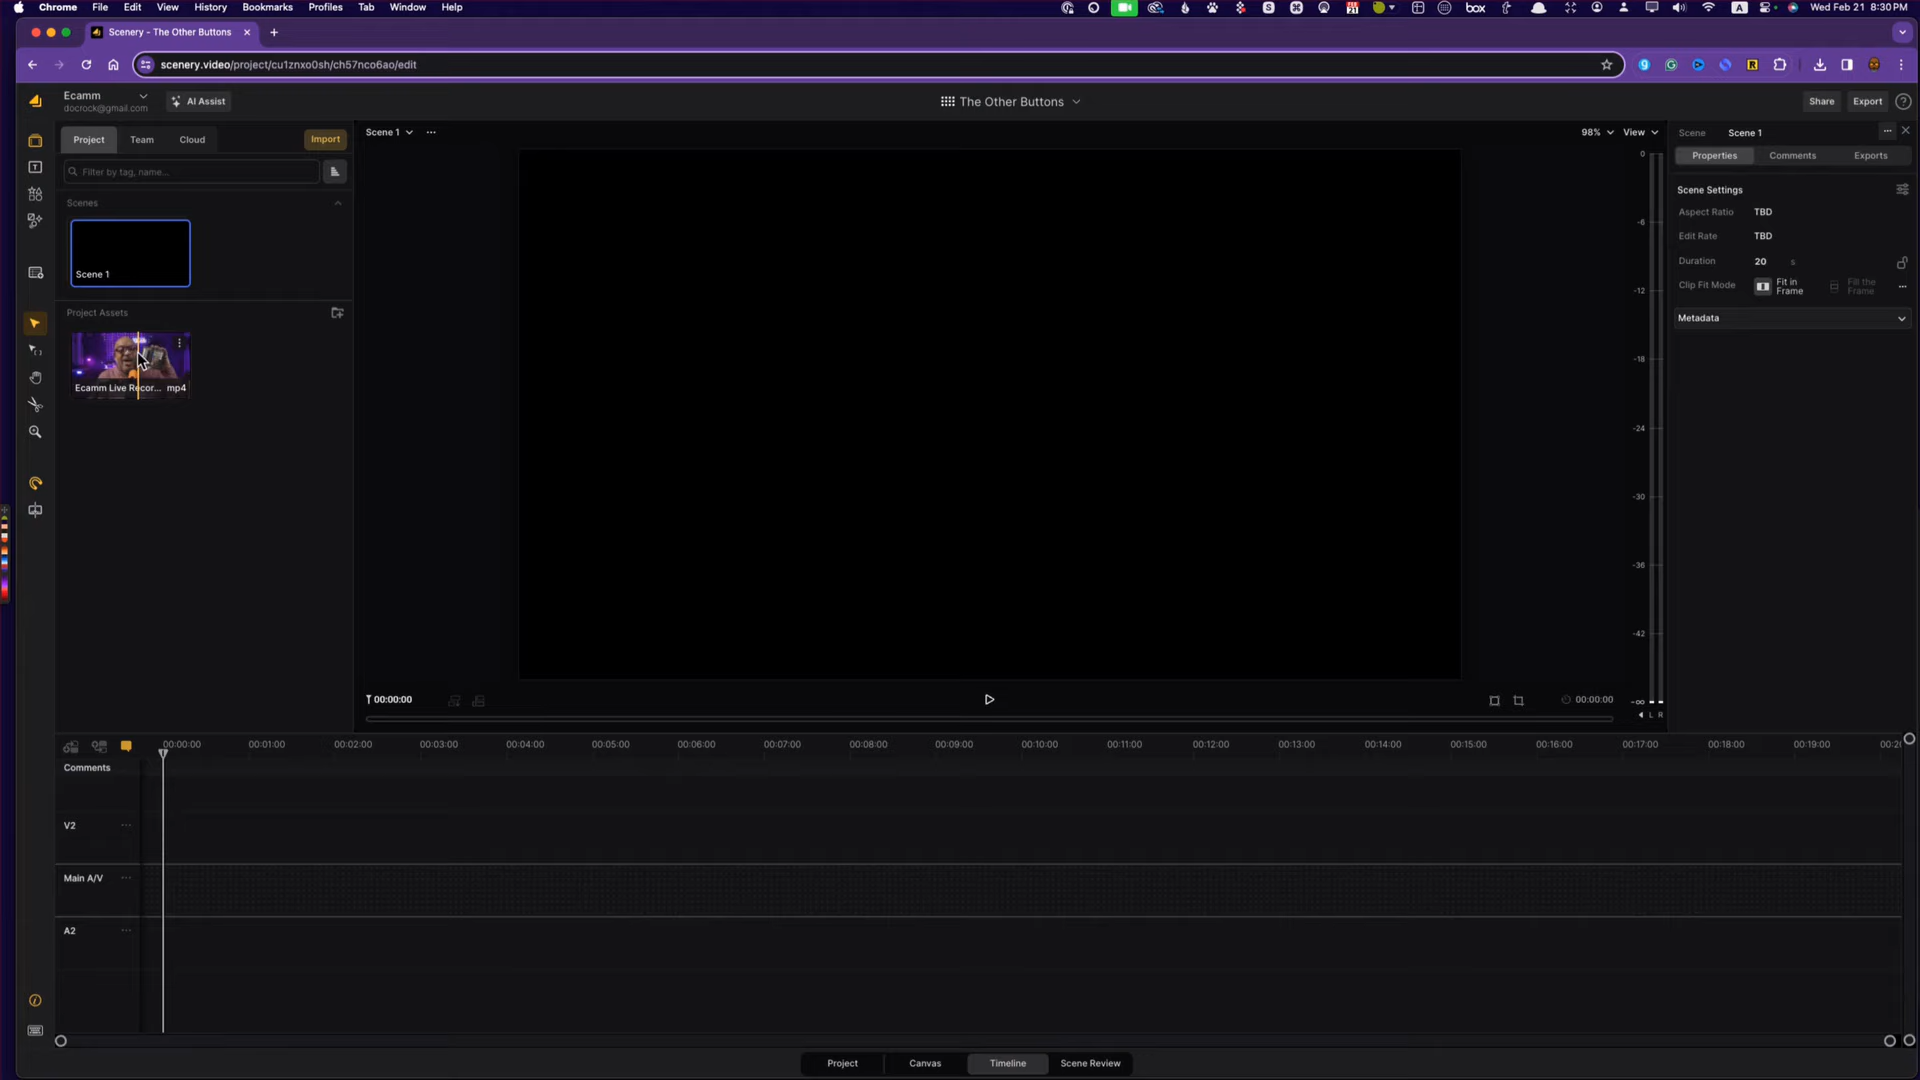 Chrome File Edit View History Bookmarks Profiles Tab Window Help box Wed Feb 21 8:30 PM
Scenery - The Other Buttons
scenery.video/project/cu1znxo0sh/ch57nco6ao/edit
Ecamm
docrock@gmail.com
AI Assist
The Other Buttons
Share Export
Project Team Cloud Import
Scene 1
98% View
Scene Scene 1
Filter by tag, name...
Properties Comments Exports
Scenes
Scene 1
Scene Settings
Aspect Ratio TBD
Edit Rate TBD
Duration 20 s
Clip Fit Mode Fit in Frame Fill the Frame
Metadata
Project Assets
Ecamm Live Recor... mp4
0
-6
-12
-18
-24
-30
-36
-42
-∞
L R
00:00:00
00:00:00
00:00:00 00:01:00 00:02:00 00:03:00 00:04:00 00:05:00 00:06:00 00:07:00 00:08:00 00:09:00 00:10:00 00:11:00 00:12:00 00:13:00 00:14:00 00:15:00 00:16:00 00:17:00 00:18:00 00:19:00 00:20
Comments
V2
Main A/V
A2
Project Canvas Timeline Scene Review